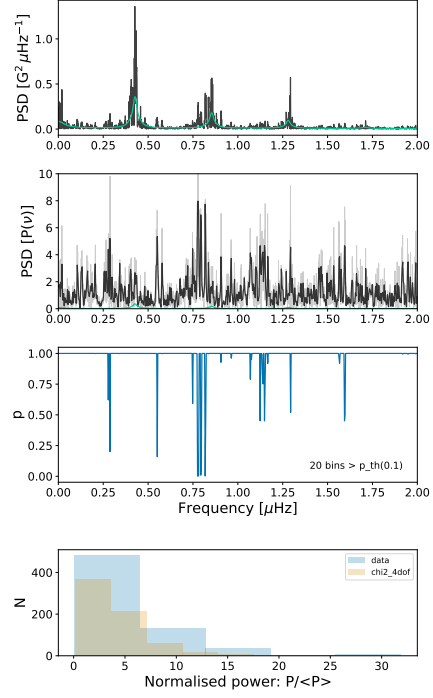 PSD [G² μHz⁻¹]
1.0
0.5
0.0
0.00 0.25 0.50 0.75 1.00 1.25 1.50 1.75 2.00
PSD [P(ν)]
10
8
6
4
2
0
0.00 0.25 0.50 0.75 1.00 1.25 1.50 1.75 2.00
p
1.00
0.75
0.50
0.25
0.00
20 bins > p_th(0.1)
0.00 0.25 0.50 0.75 1.00 1.25 1.50 1.75 2.00
Frequency [μHz]
N
400
200
0
data
chi2_4dof
0 5 10 15 20 25 30
Normalised power: P/<P>